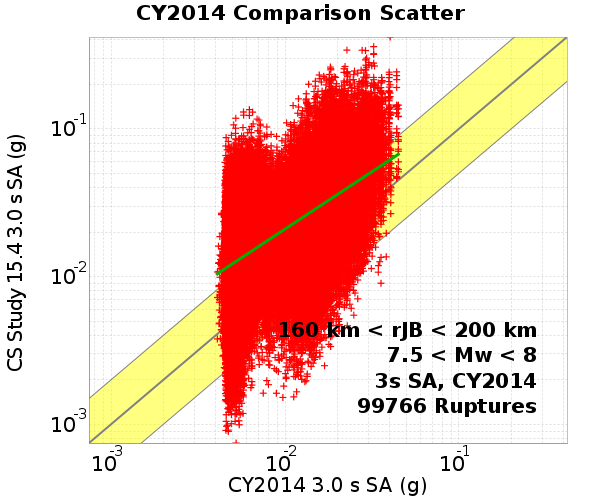 CY2014 Comparison Scatter
CS Study 15.4 3.0 s SA (g)
10-1
10-2
10-3
160 km < rJB < 200 km
7.5 < Mw < 8
3s SA, CY2014
99766 Ruptures
10-3 10-2 10-1
CY2014 3.0 s SA (g)